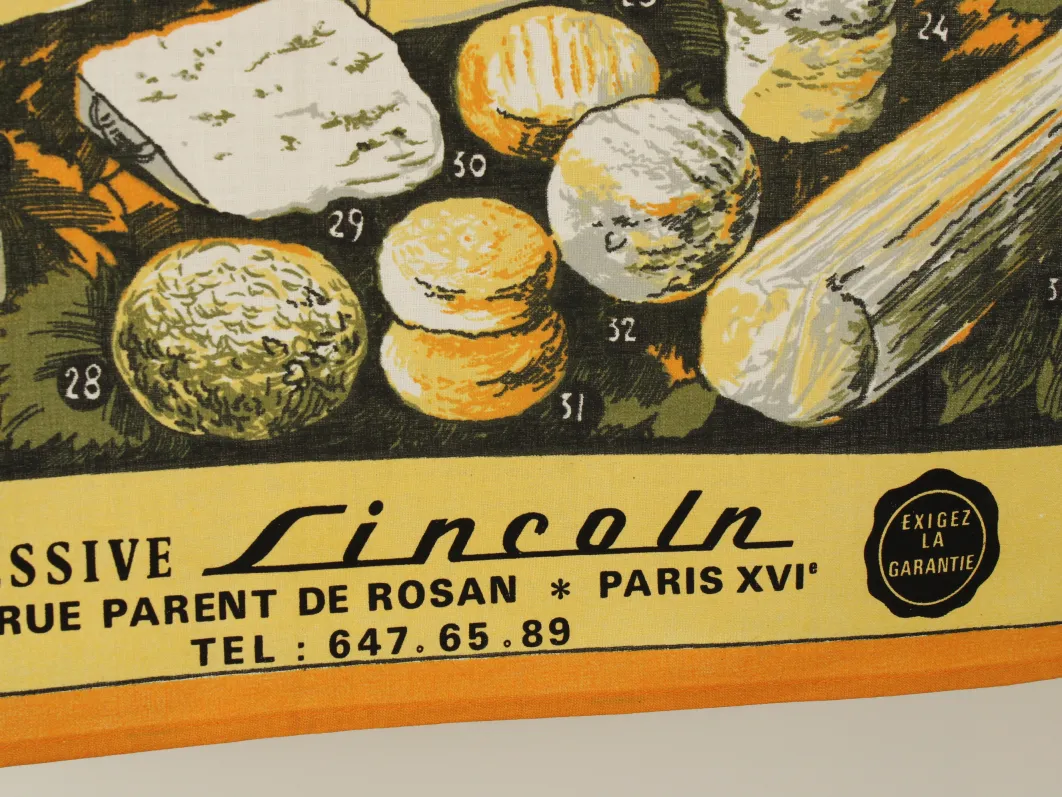 24
30
29
32
28
31
SSIVE Lincoln
RUE PARENT DE ROSAN * PARIS XVIe
TEL : 647.65.89
EXIGEZ
LA
GARANTIE